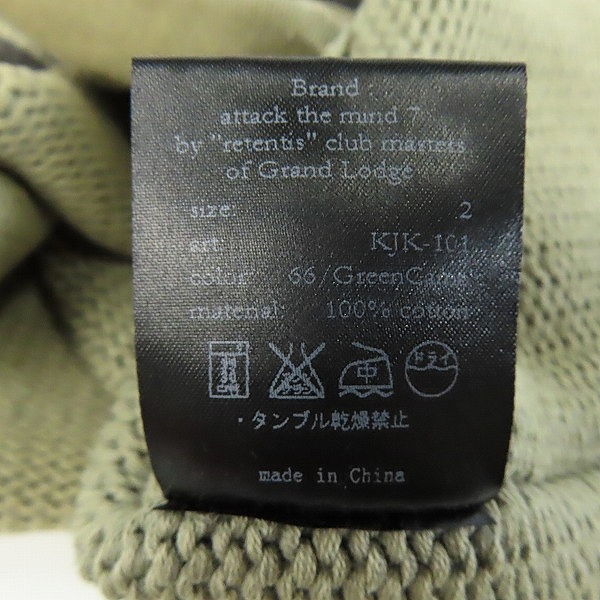 Brand :
attack the mind 7
by "retentis" club masters
of Grand Lodge
size: 2
art: KJK-101
color: 66/GreenCamo
material: 100% cotton
中 ドライ
・タンブル乾燥禁止
made in China